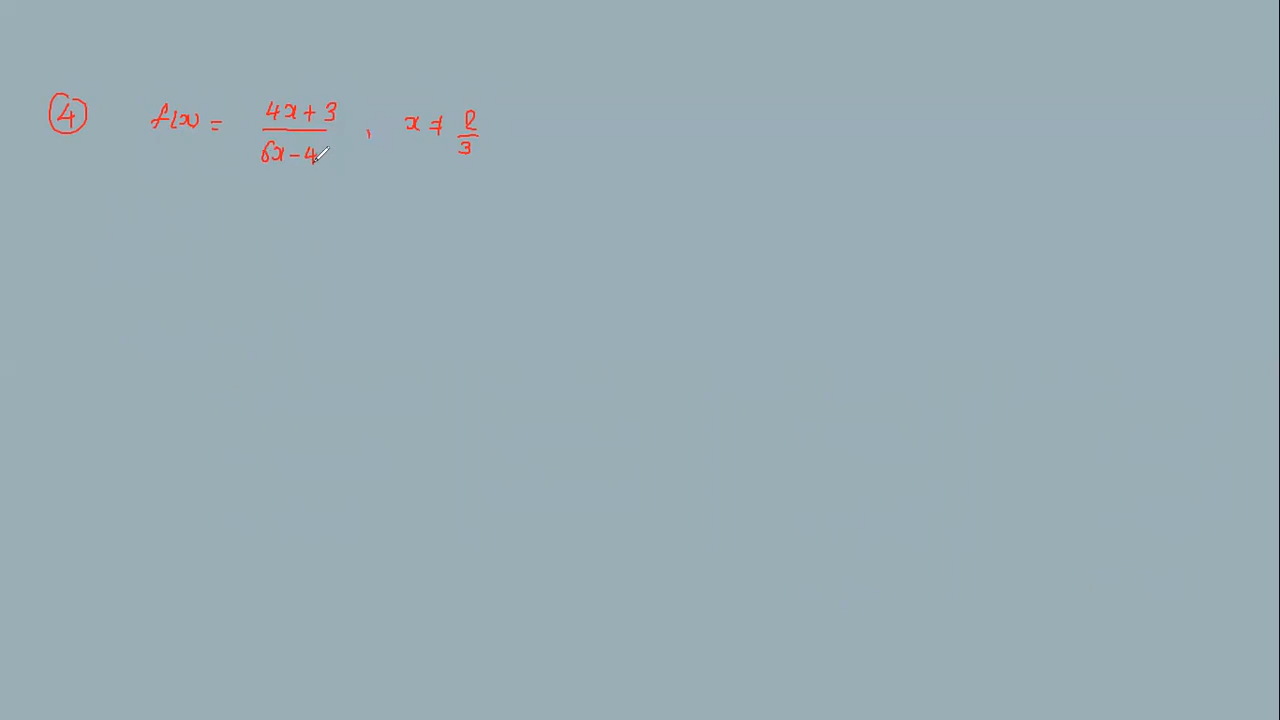 ④ f(x) = (4x + 3)/(6x - 4) , x ≠ 2/3